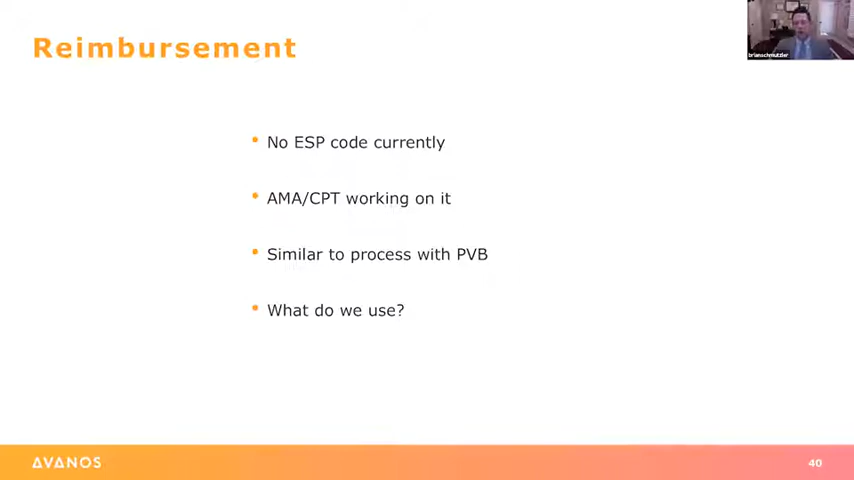 Reimbursement
brianschmutzler
• No ESP code currently
• AMA/CPT working on it
• Similar to process with PVB
• What do we use?
AVANOS
40